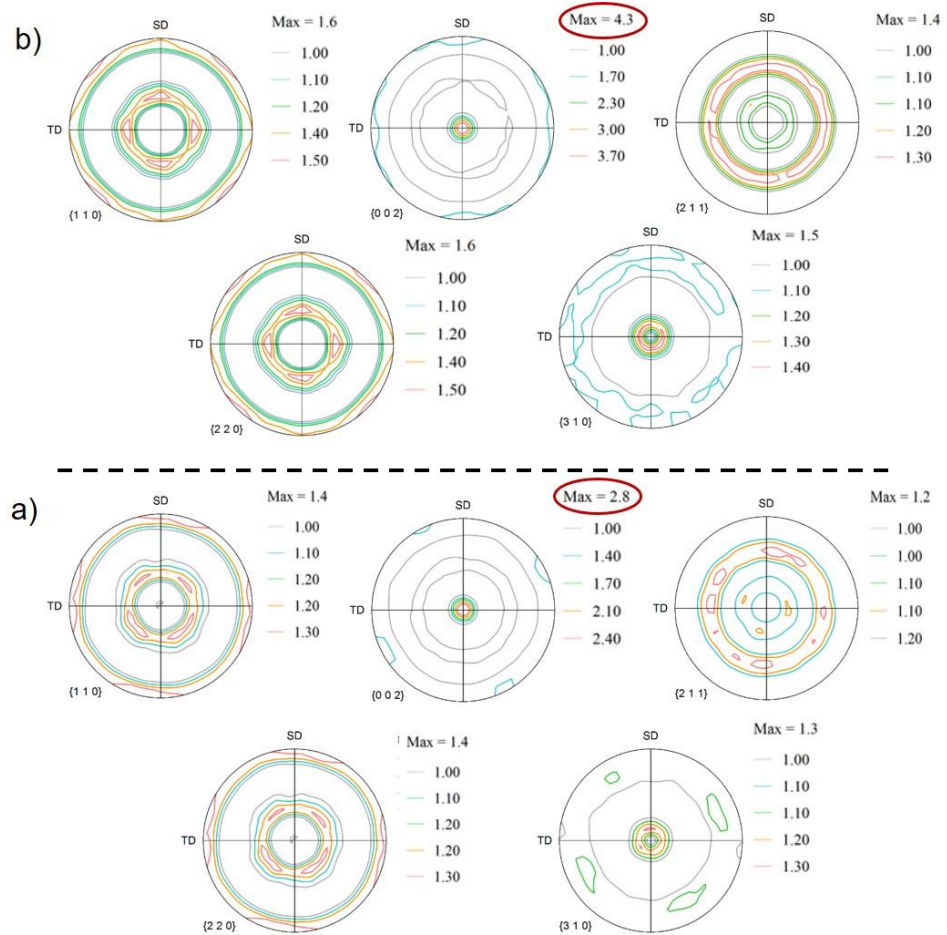 b)
SD
TD
{1 1 0}
Max = 1.6
1.00
1.10
1.20
1.40
1.50
SD
{0 0 2}
Max = 4.3
1.00
1.70
2.30
3.00
3.70
SD
TD
{2 1 1}
Max = 1.4
1.00
1.10
1.10
1.20
1.30
SD
TD
{2 2 0}
Max = 1.6
1.00
1.10
1.20
1.40
1.50
SD
TD
{3 1 0}
Max = 1.5
1.00
1.10
1.20
1.30
1.40
a)
SD
TD
{1 1 0}
Max = 1.4
1.00
1.10
1.20
1.20
1.30
SD
TD
{0 0 2}
Max = 2.8
1.00
1.40
1.70
2.10
2.40
SD
TD
{2 1 1}
Max = 1.2
1.00
1.00
1.10
1.10
1.20
SD
TD
{2 2 0}
Max = 1.4
1.00
1.10
1.20
1.20
1.30
SD
TD
{3 1 0}
Max = 1.3
1.00
1.10
1.10
1.20
1.30